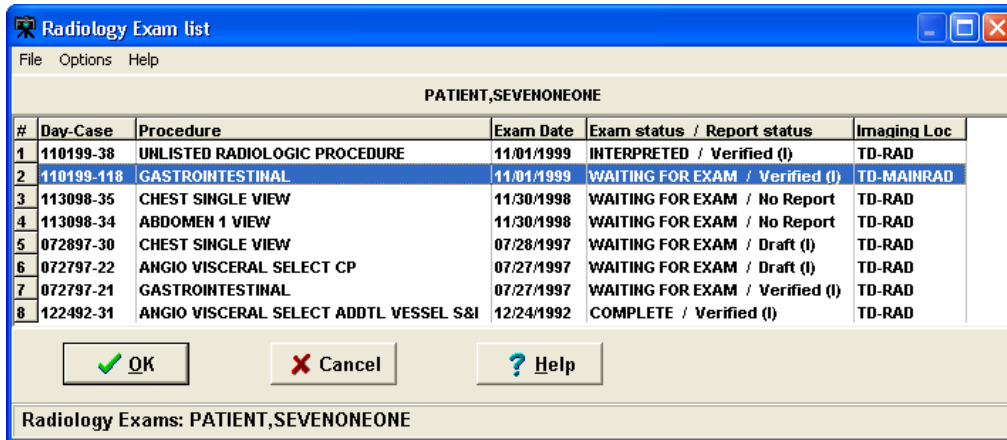 Radiology Exam list
File Options Help
PATIENT,SEVENONEONE
# Day-Case Procedure Exam Date Exam status / Report status Imaging Loc
1 110199-38 UNLISTED RADIOLOGIC PROCEDURE 11/01/1999 INTERPRETED / Verified (I) TD-RAD
2 110199-118 GASTROINTESTINAL 11/01/1999 WAITING FOR EXAM / Verified (I) TD-MAINRAD
3 113098-35 CHEST SINGLE VIEW 11/30/1998 WAITING FOR EXAM / No Report TD-RAD
4 113098-34 ABDOMEN 1 VIEW 11/30/1998 WAITING FOR EXAM / No Report TD-RAD
5 072897-30 CHEST SINGLE VIEW 07/28/1997 WAITING FOR EXAM / Draft (I) TD-RAD
6 072797-22 ANGIO VISCERAL SELECT CP 07/27/1997 WAITING FOR EXAM / Draft (I) TD-RAD
7 072797-21 GASTROINTESTINAL 07/27/1997 WAITING FOR EXAM / Verified (I) TD-RAD
8 122492-31 ANGIO VISCERAL SELECT ADDTL VESSEL S&I 12/24/1992 COMPLETE / Verified (I) TD-RAD
OK Cancel ? Help
Radiology Exams: PATIENT,SEVENONEONE